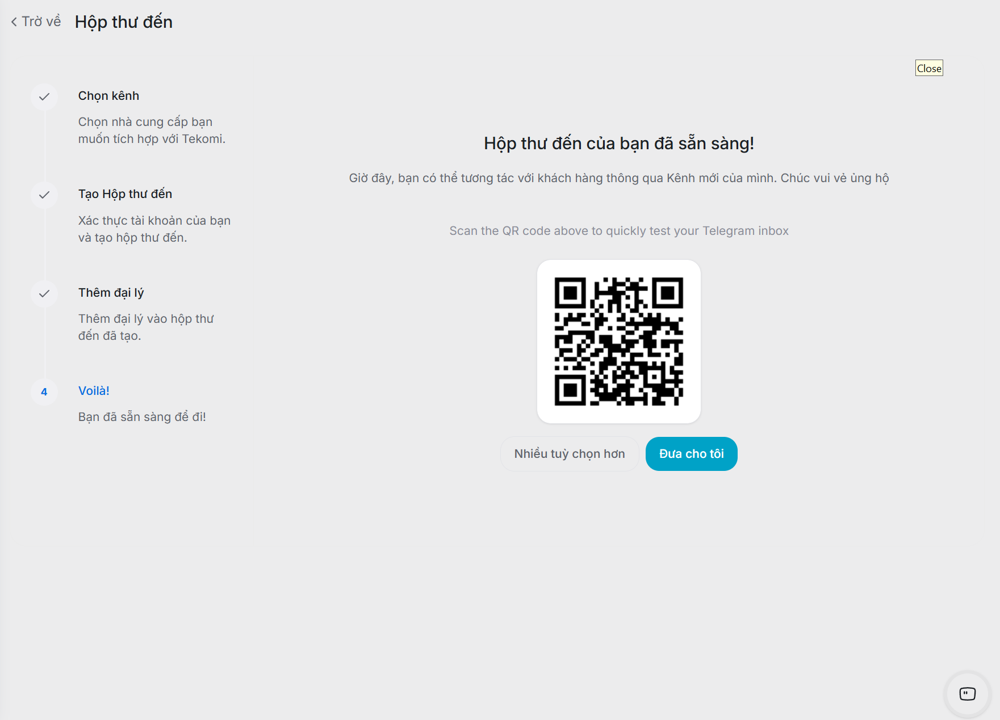 Trở về
Hộp thư đến
Close
Chọn kênh
Chọn nhà cung cấp bạn
muốn tích hợp với Tekomi.
Tạo Hộp thư đến
Xác thực tài khoản của bạn
và tạo hộp thư đến.
Thêm đại lý
Thêm đại lý vào hộp thư
đến đã tạo.
4
Voilà!
Bạn đã sẵn sàng để đi!
Hộp thư đến của bạn đã sẵn sàng!
Giờ đây, bạn có thể tương tác với khách hàng thông qua Kênh mới của mình. Chúc vui vẻ ủng hộ
Scan the QR code above to quickly test your Telegram inbox
Nhiều tuỳ chọn hơn
Đưa cho tôi